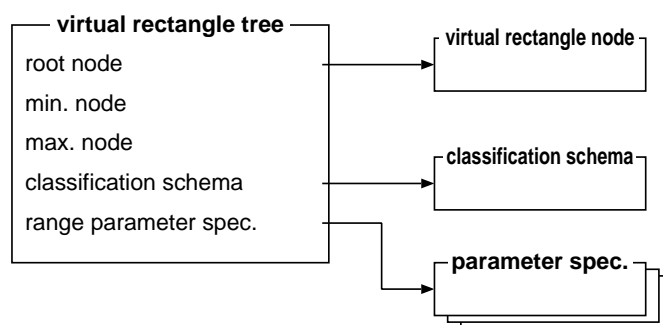 virtual rectangle tree
root node
min. node
max. node
classification schema
range parameter spec.
virtual rectangle node
classification schema
parameter spec.